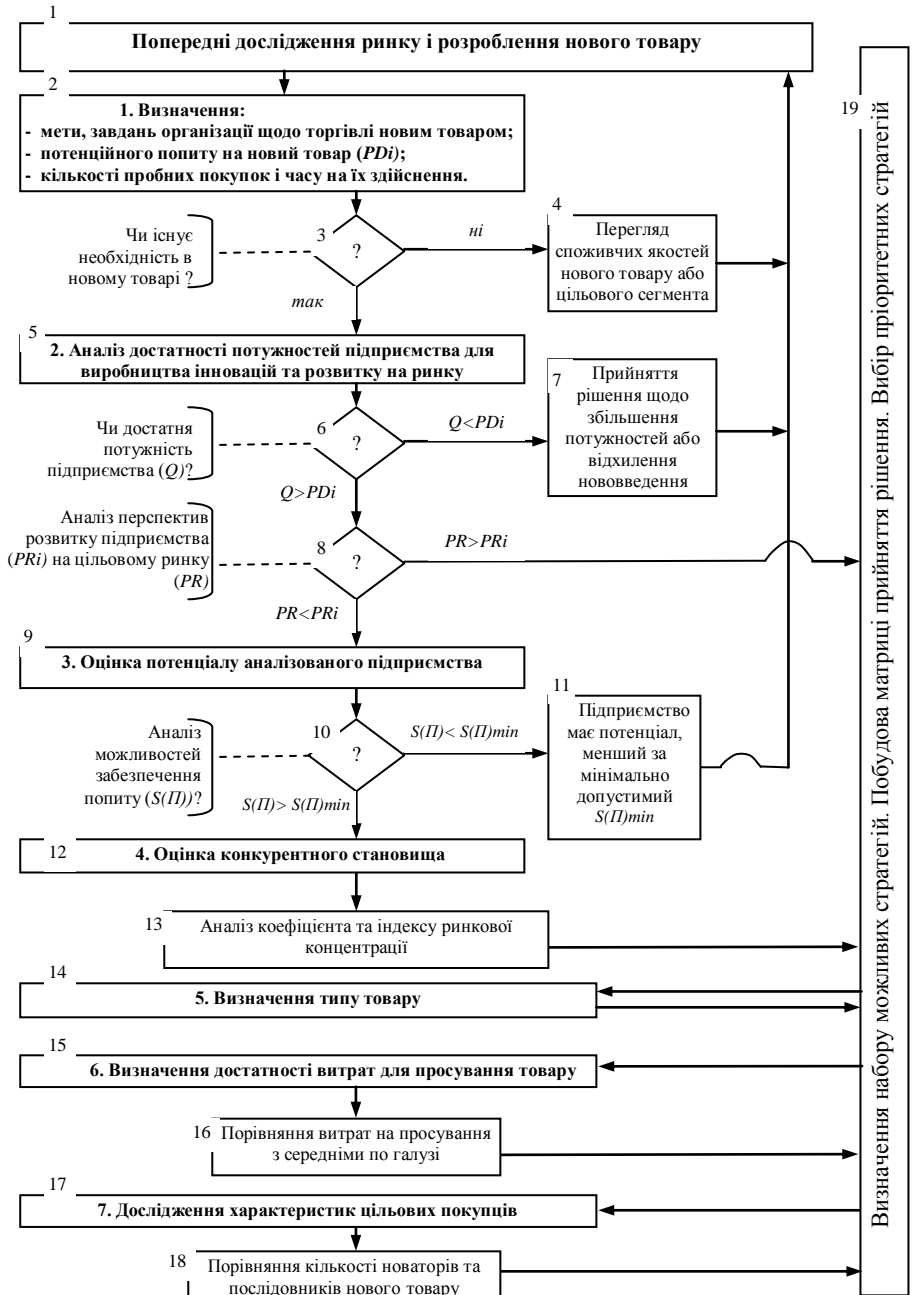 1
Попередні дослідження ринку і розроблення нового товару
2
1. Визначення:
- мети, завдань організації щодо торгівлі новим товаром;
- потенційного попиту на новий товар (PDi);
- кількості пробних покупок і часу на їх здійснення.
Чи існує
необхідність в
новому товарі ?
3
?
ні
так
4
Перегляд
споживчих якостей
нового товару або
цільового сегмента
5
2. Аналіз достатності потужностей підприємства для
виробництва інновацій та розвитку на ринку
Чи достатня
потужність
підприємства (Q)?
6
?
Q<PDi
Q>PDi
7
Прийняття
рішення щодо
збільшення
потужностей або
відхилення
нововведення
Аналіз перспектив
розвитку підприємства
(PRi) на цільовому ринку
(PR)
8
?
PR>PRi
PR<PRi
9
3. Оцінка потенціалу аналізованого підприємства
Аналіз
можливостей
забезпечення
попиту (S(П))?
10
?
S(П)< S(П)min
S(П)> S(П)min
11
Підприємство
має потенціал,
менший за
мінімально
допустимий
S(П)min
12
4. Оцінка конкурентного становища
13
Аналіз коефіцієнта та індексу ринкової
концентрації
14
5. Визначення типу товару
15
6. Визначення достатності витрат для просування товару
16
Порівняння витрат на просування
з середніми по галузі
17
7. Дослідження характеристик цільових покупців
18
Порівняння кількості новаторів та
послідовників нового товару
19
Визначення набору можливих стратегій. Побудова матриці прийняття рішення. Вибір пріоритетних стратегій